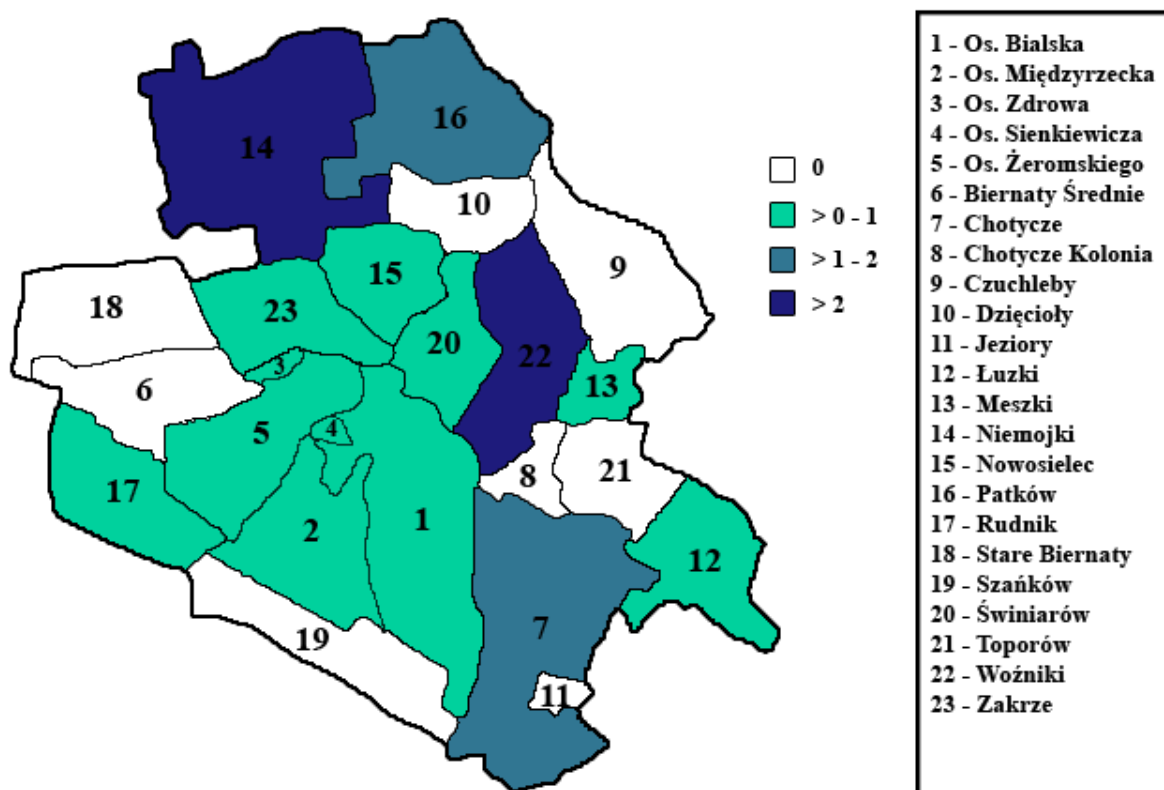 14
16
10
9
15
18
23
20
22
3
13
6
5
4
8
21
17
2
1
12
7
19
11
0
> 0 - 1
> 1 - 2
> 2
1 - Os. Bialska
2 - Os. Międzyrzecka
3 - Os. Zdrowa
4 - Os. Sienkiewicza
5 - Os. Żeromskiego
6 - Biernaty Średnie
7 - Chotycze
8 - Chotycze Kolonia
9 - Czuchleby
10 - Dzięcioły
11 - Jeziory
12 - Łuzki
13 - Meszki
14 - Niemojki
15 - Nowosielec
16 - Patków
17 - Rudnik
18 - Stare Biernaty
19 - Szańków
20 - Świniarów
21 - Toporów
22 - Woźniki
23 - Zakrze